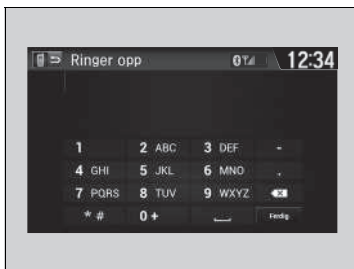 Ringer opp 12:34
1 2 ABC 3 DEF -
4 GHI 5 JKL 6 MNO .
7 PQRS 8 TUV 9 WXYZ
* # 0 + Ferdig